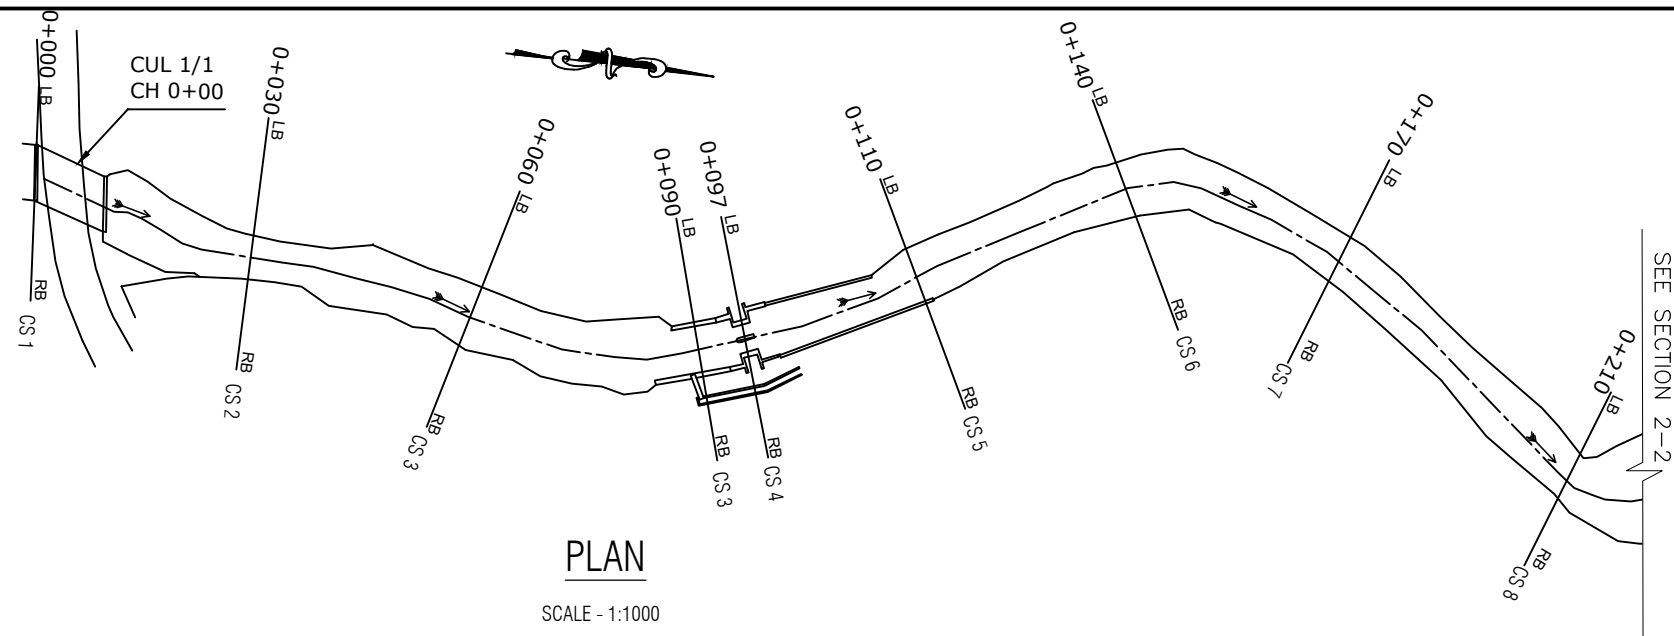 0+000 LB
CUL 1/1
CH 0+00
RB
CS 1
0+030 LB
RB CS 2
0+060 LB
RB CS 3
0+090 LB
RB CS 3
0+097 LB
RB CS 4
0+110 LB
RB CS 5
0+140 LB
RB CS 6
0+170 LB
RB CS 7
0+210 LB
RB CS 8
SEE SECTION 2-2
PLAN
SCALE - 1:1000